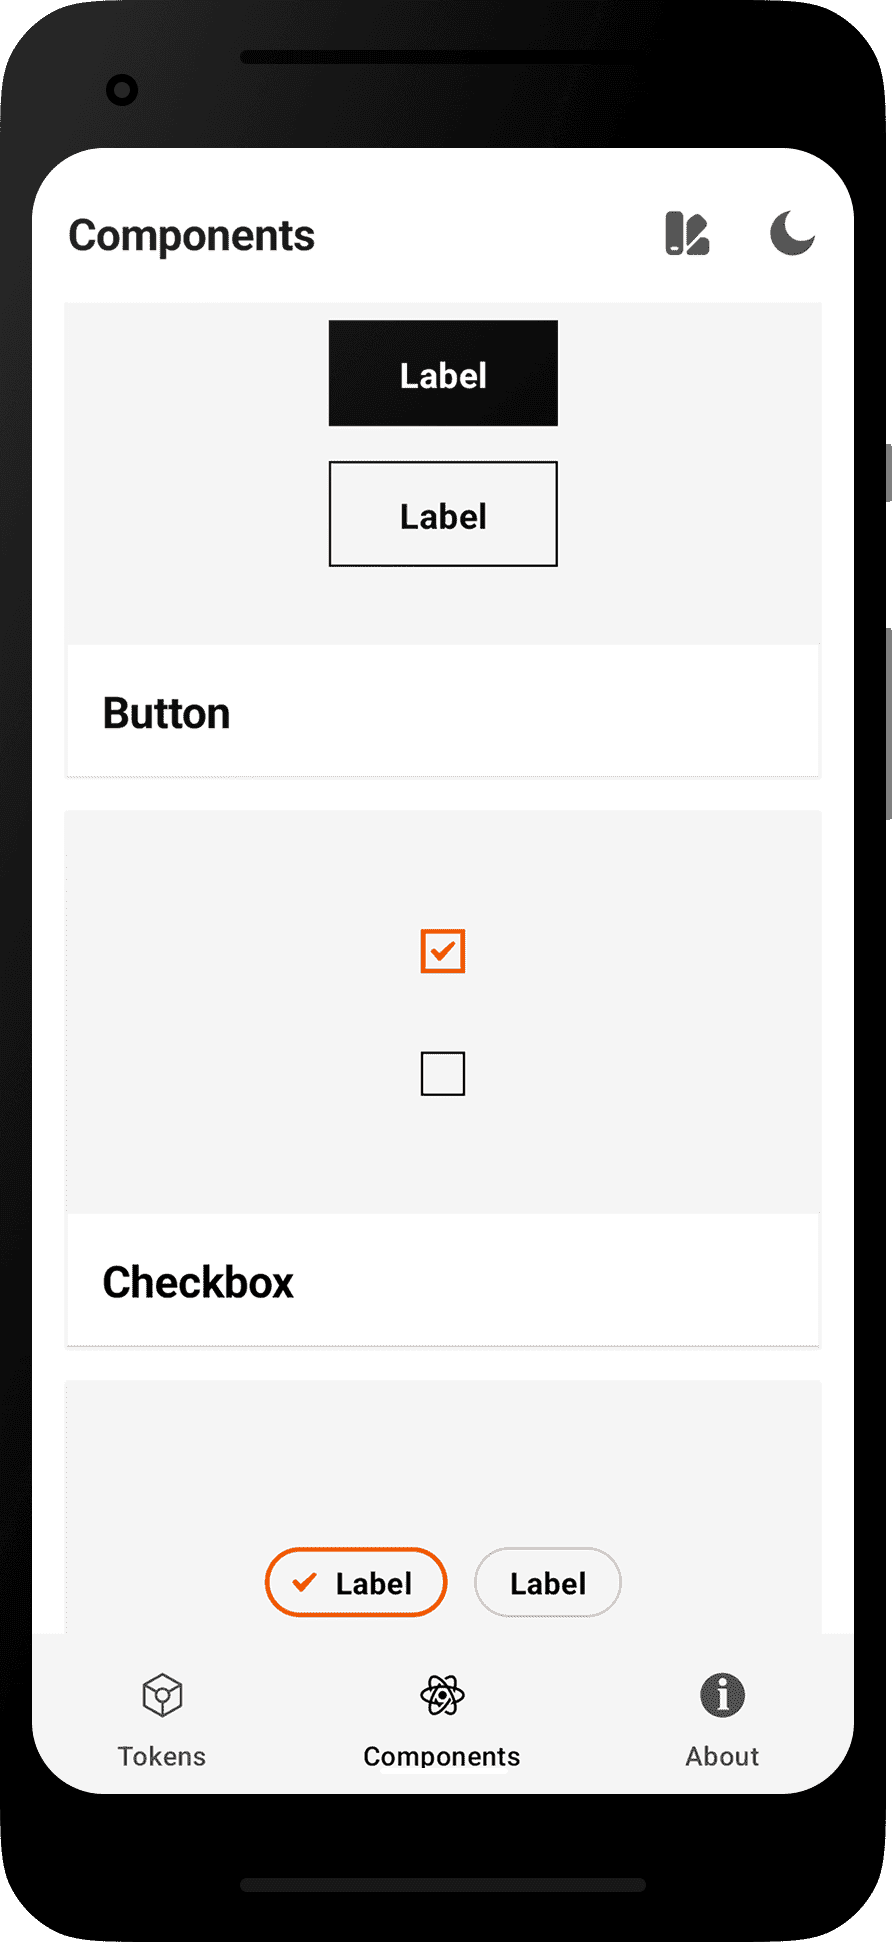 Components
Label
Label
Button
Checkbox
Label Label
Tokens Components About